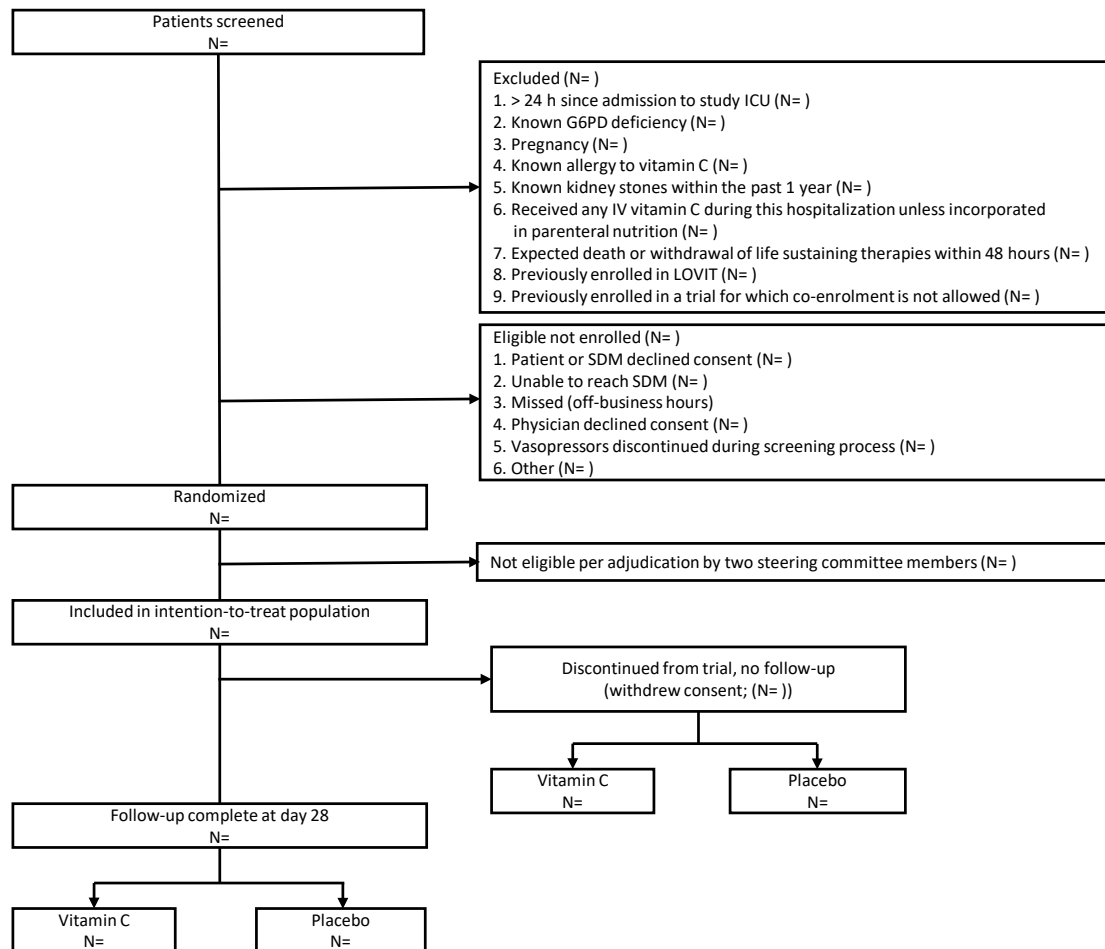 Patients screened
N=
Excluded (N= )
1. > 24 h since admission to study ICU (N= )
2. Known G6PD deficiency (N= )
3. Pregnancy (N= )
4. Known allergy to vitamin C (N= )
5. Known kidney stones within the past 1 year (N= )
6. Received any IV vitamin C during this hospitalization unless incorporated
in parenteral nutrition (N= )
7. Expected death or withdrawal of life sustaining therapies within 48 hours (N= )
8. Previously enrolled in LOVIT (N= )
9. Previously enrolled in a trial for which co-enrolment is not allowed (N= )
Eligible not enrolled (N= )
1. Patient or SDM declined consent (N= )
2. Unable to reach SDM (N= )
3. Missed (off-business hours)
4. Physician declined consent (N= )
5. Vasopressors discontinued during screening process (N= )
6. Other (N= )
Randomized
N=
Not eligible per adjudication by two steering committee members (N= )
Included in intention-to-treat population
N=
Discontinued from trial, no follow-up
(withdrew consent; (N= ))
Vitamin C
N=
Placebo
N=
Follow-up complete at day 28
N=
Vitamin C
N=
Placebo
N=